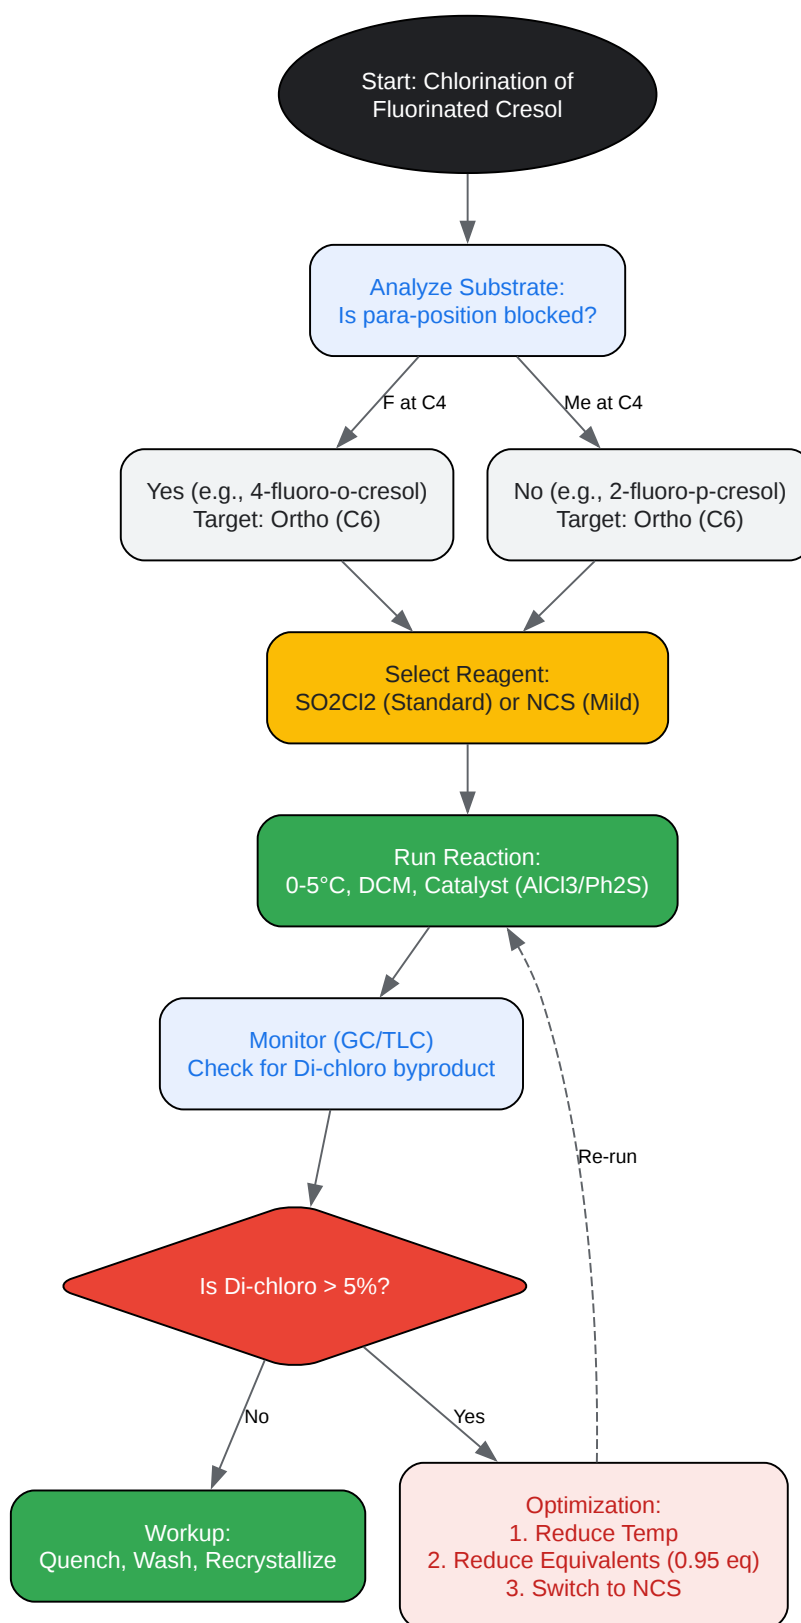 Start: Chlorination of
Fluorinated Cresol
Analyze Substrate:
Is para-position blocked?
F at C4
Me at C4
Yes (e.g., 4-fluoro-o-cresol)
Target: Ortho (C6)
No (e.g., 2-fluoro-p-cresol)
Target: Ortho (C6)
Select Reagent:
SO2Cl2 (Standard) or NCS (Mild)
Run Reaction:
0-5°C, DCM, Catalyst (AlCl3/Ph2S)
Monitor (GC/TLC)
Check for Di-chloro byproduct
Re-run
Is Di-chloro > 5%?
No
Yes
Workup:
Quench, Wash, Recrystallize
Optimization:
1. Reduce Temp
2. Reduce Equivalents (0.95 eq)
3. Switch to NCS